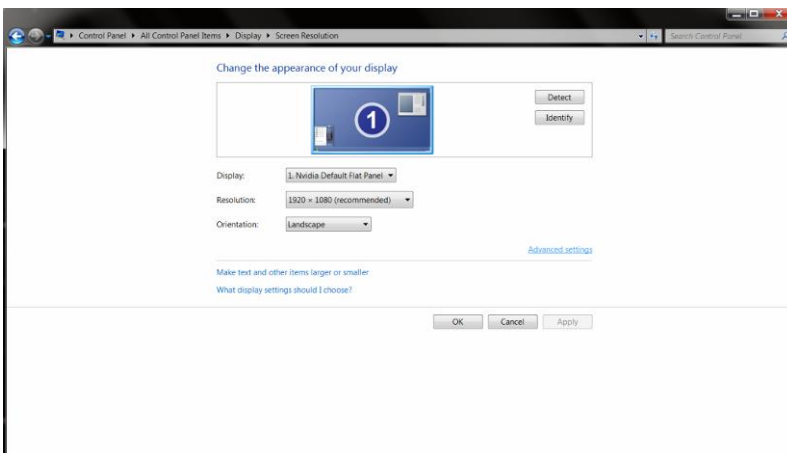 Control Panel All Control Panel Items Display Screen Resolution Search Control Panel
Change the appearance of your display
1
Detect
Identify
Display: 1. Nvidia Default Flat Panel
Resolution: 1920 × 1080 (recommended)
Orientation: Landscape
Advanced settings
Make text and other items larger or smaller
What display settings should I choose?
OK Cancel Apply